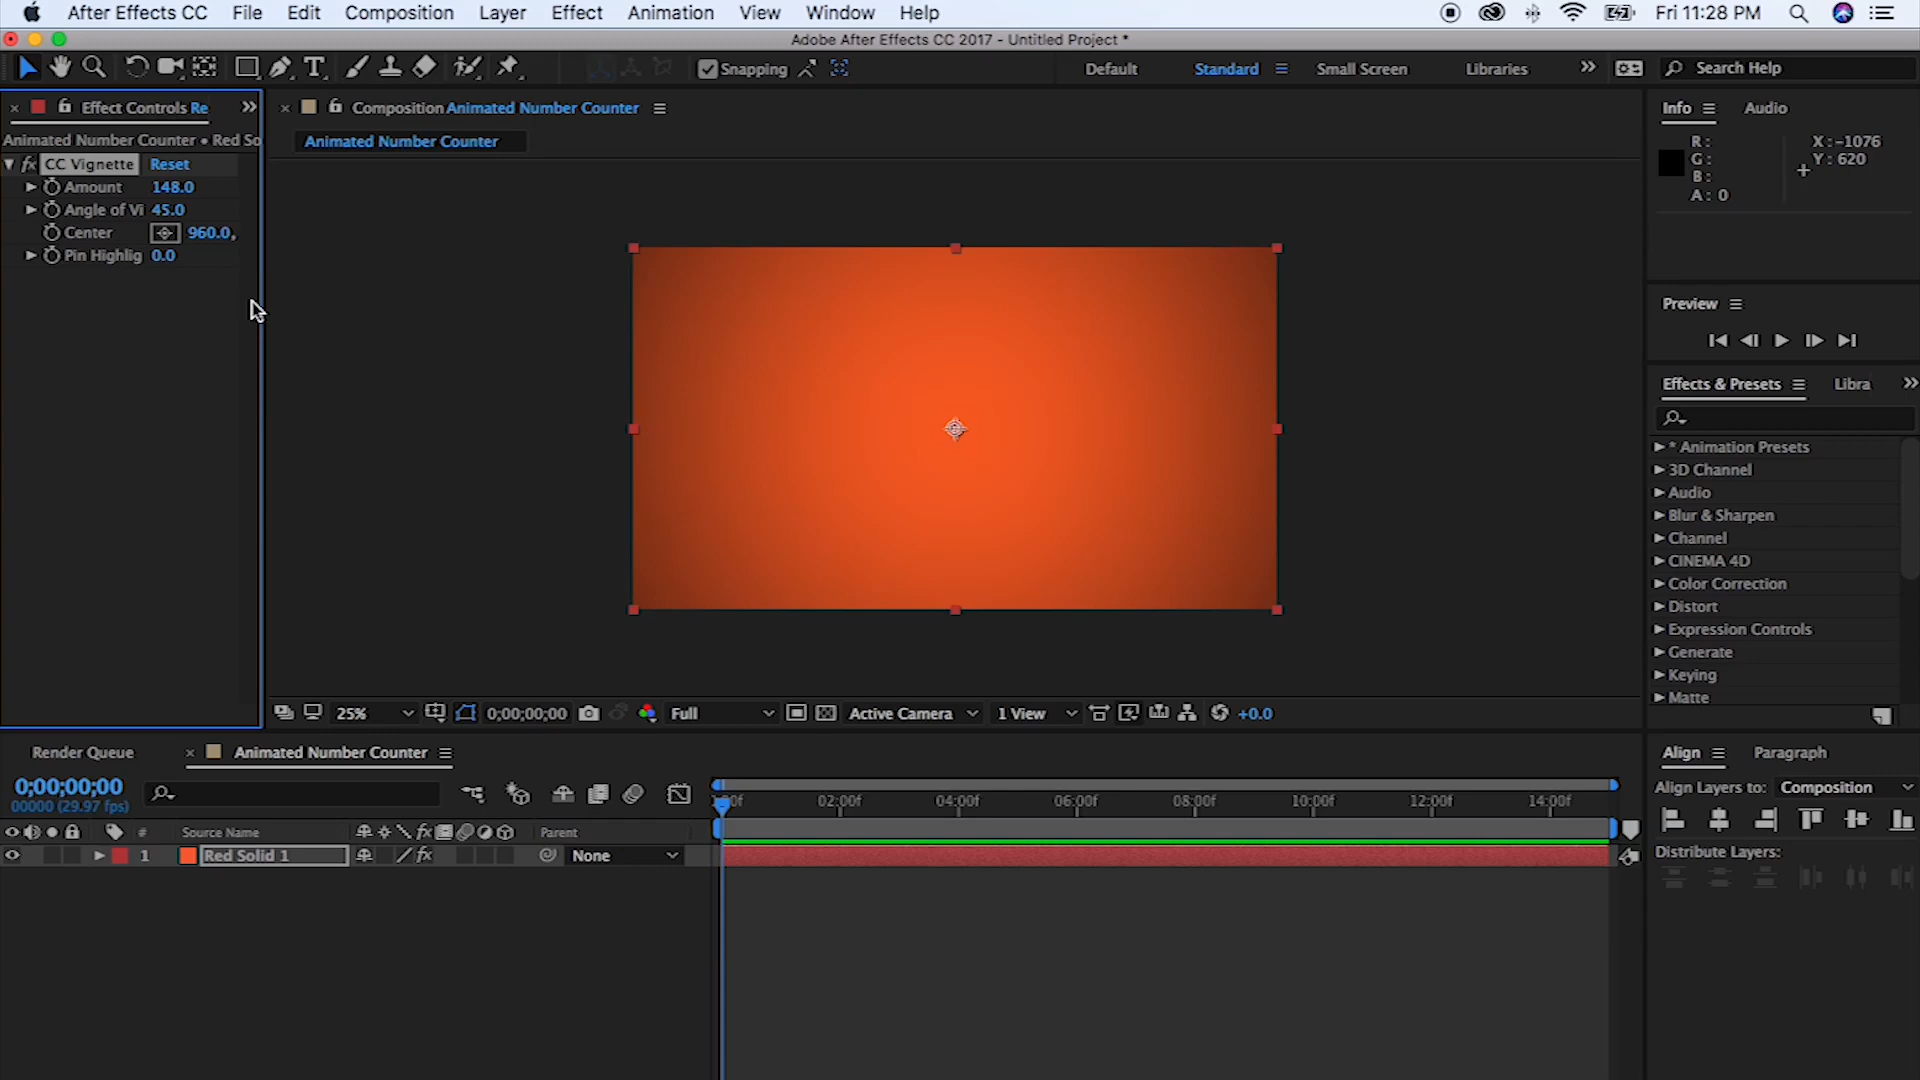 After Effects CC File Edit Composition Layer Effect Animation View Window Help Fri 11:28 PM
Adobe After Effects CC 2017 - Untitled Project *
Snapping Default Standard Small Screen Libraries Search Help
Effect Controls Re
Composition Animated Number Counter
Info Audio
Animated Number Counter • Red So
Animated Number Counter
R :
G :
B :
A : 0
X : -1076
Y : 620
fx CC Vignette Reset
Amount 148.0
Angle of Vi 45.0
Center 960.0,
Pin Highlig 0.0
Preview
Effects & Presets Libra
* Animation Presets
3D Channel
Audio
Blur & Sharpen
Channel
CINEMA 4D
Color Correction
Distort
Expression Controls
Generate
Keying
Matte
25% 0;00;00;00 Full Active Camera 1 View +0.0
Render Queue Animated Number Counter
Align Paragraph
0;00;00;00
00000 (29.97 fps)
02:00f 04:00f 06:00f 08:00f 10:00f 12:00f 14:00f
Align Layers to: Composition
# Source Name fx Parent
1 Red Solid 1 fx None
Distribute Layers: